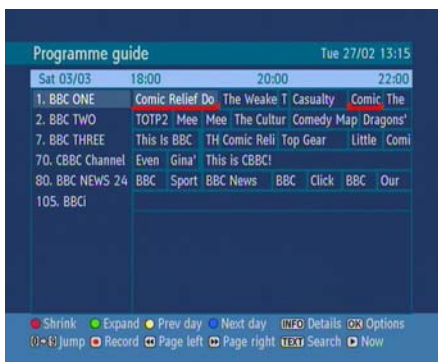 Programme guide Tue 27/02 13:15
Sat 03/03 18:00 20:00 22:00
1. BBC ONE Comic Relief Do The Weake T Casualty Comic The
2. BBC TWO TOTP2 Mee Mee The Cultur Comedy Map Dragons'
7. BBC THREE This Is BBC TH Comic Reli Top Gear Little Comi
70. CBBC Channel Even Gina' This is CBBC!
80. BBC NEWS 24 BBC Sport BBC News BBC Click BBC Our
105. BBCi
Shrink Expand Prev day Next day INFO Details OK Options
0-9 Jump Record Page left Page right TEXT Search Now